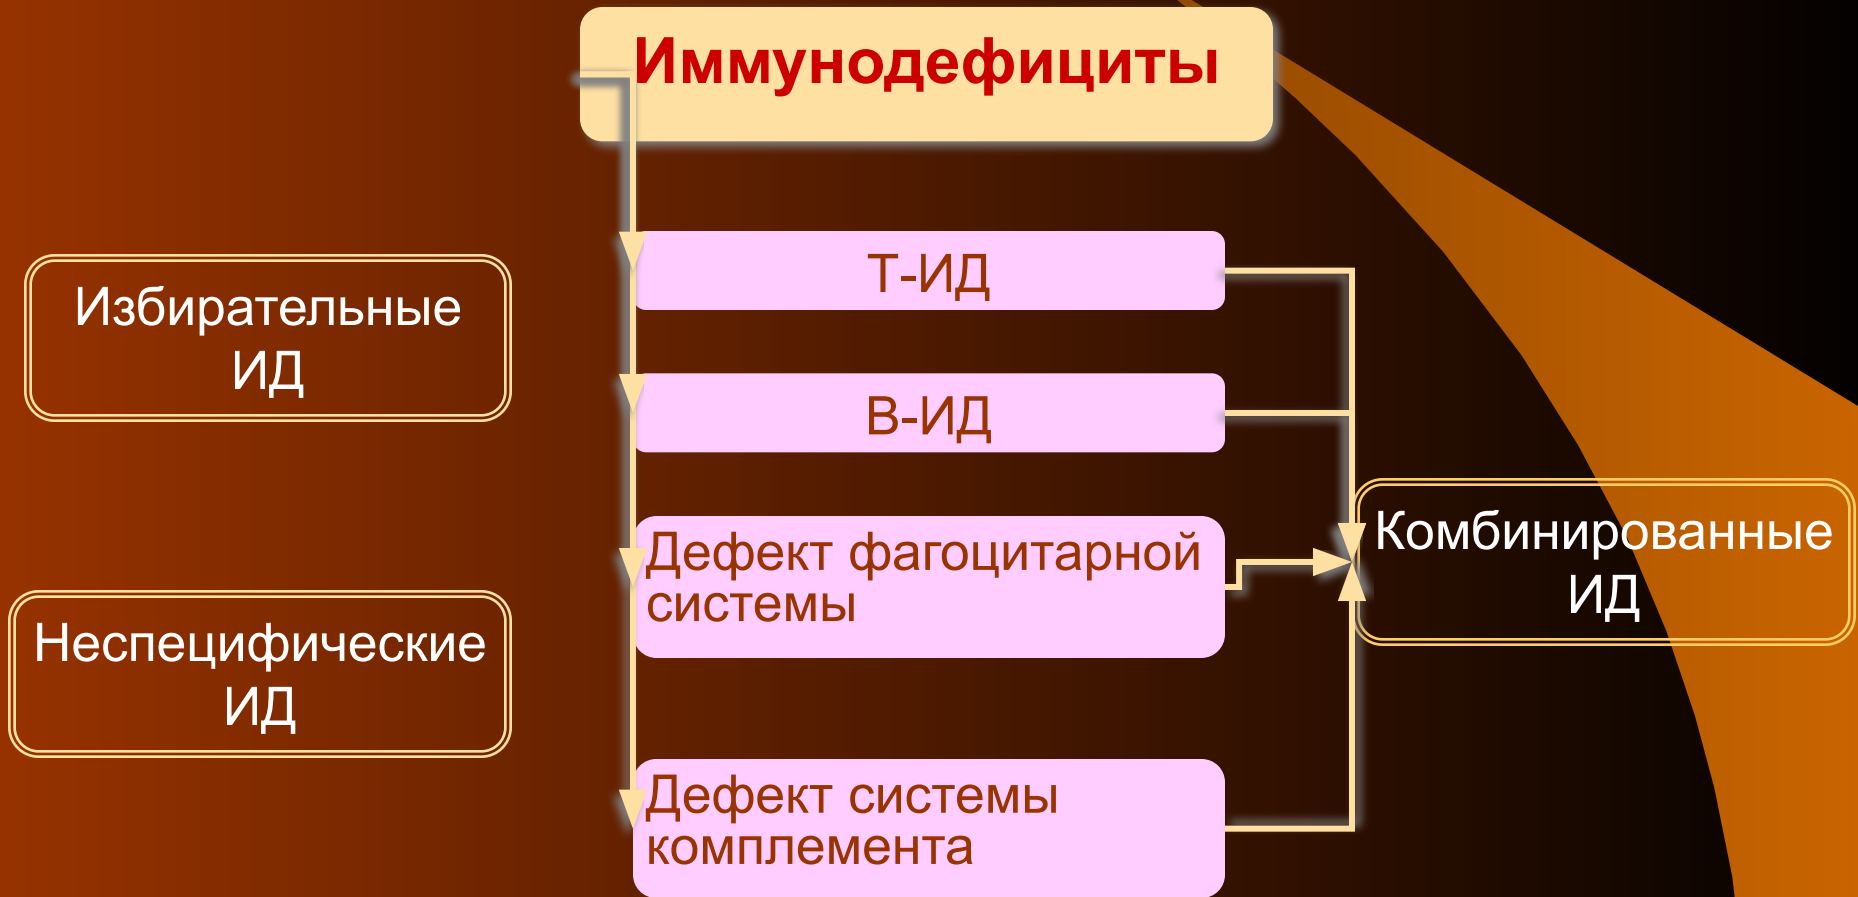 Иммунодефициты
Т-ИД
Избирательные
ИД
В-ИД
Дефект фагоцитарной
системы
Комбинированные
ИД
Неспецифические
ИД
Дефект системы
комплемента